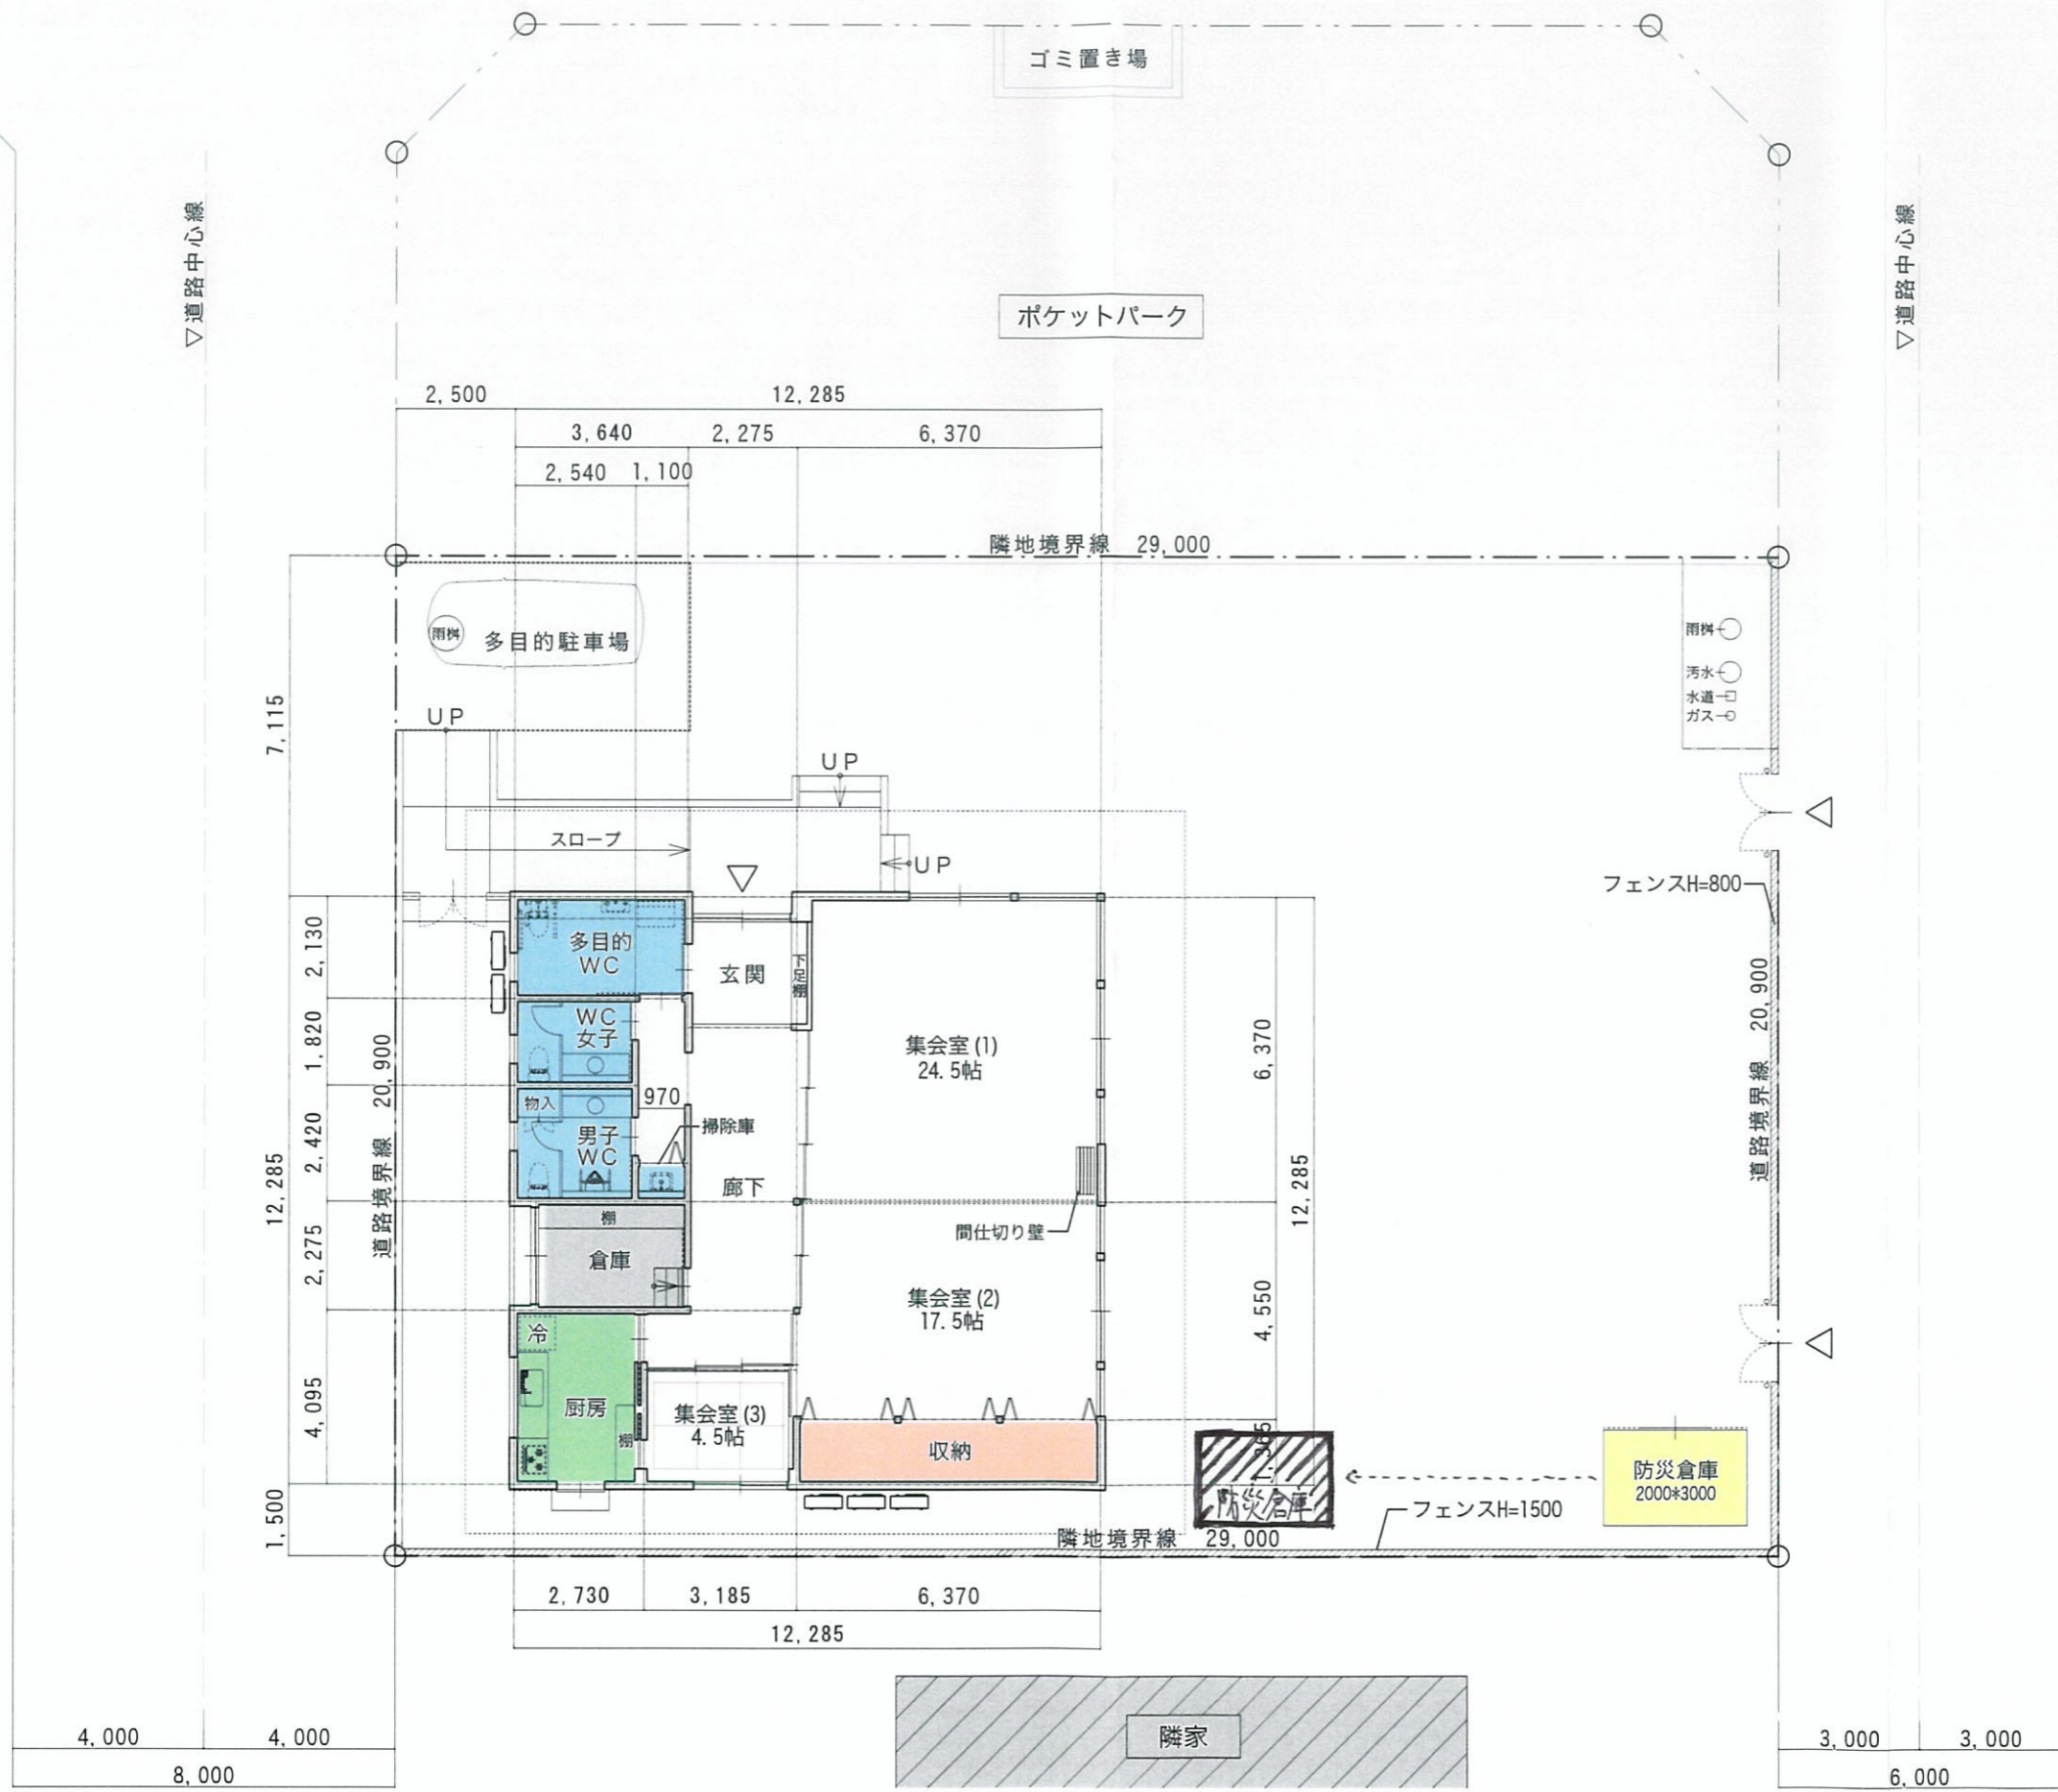 ゴミ置き場
▽道路中心線
▽道路中心線
ポケットパーク
2,500
12,285
3,640
2,275
6,370
2,540
1,100
隣地境界線 29,000
雨桝
多目的駐車場
雨桝
汚水
水道
ガス
7,115
UP
UP
スロープ
UP
フェンスH=800
2,130
多目的
WC
玄関
下足棚
1,820
WC
女子
道路境界線 20,900
集会室(1)
24.5帖
6,370
道路境界線 20,900
物入
970
2,420
男子
WC
掃除庫
廊下
12,285
12,285
棚
間仕切り壁
2,275
倉庫
集会室(2)
17.5帖
4,550
冷
4,095
厨房
棚
集会室(3)
4.5帖
収納
1,365
防災倉庫
防災倉庫
2000*3000
フェンスH=1500
1,500
隣地境界線 29,000
2,730
3,185
6,370
12,285
隣家
4,000
4,000
8,000
3,000
3,000
6,000